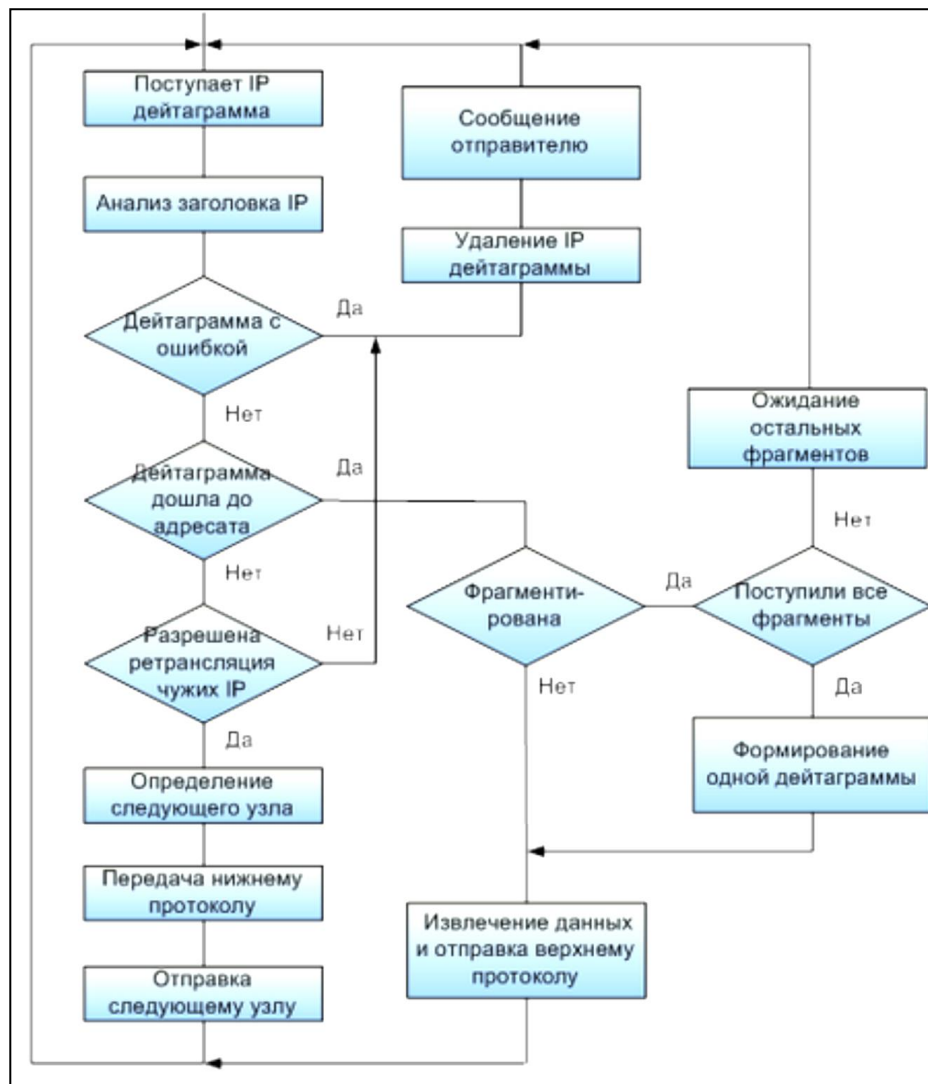 Поступает IP
дейтаграмма
Анализ заголовка IP
Дейтаграмма с
ошибкой
Да
Нет
Дейтаграмма
дошла до
адресата
Да
Нет
Разрешена
ретрансляция
чужих IP
Нет
Да
Определение
следующего узла
Передача нижнему
протоколу
Отправка
следующему узлу
Сообщение
отправителю
Удаление IP
дейтаграммы
Фрагменти-
рована
Да
Нет
Извлечение данных
и отправка верхнему
протоколу
Ожидание
остальных
фрагментов
Нет
Поступили все
фрагменты
Да
Формирование
одной дейтаграммы